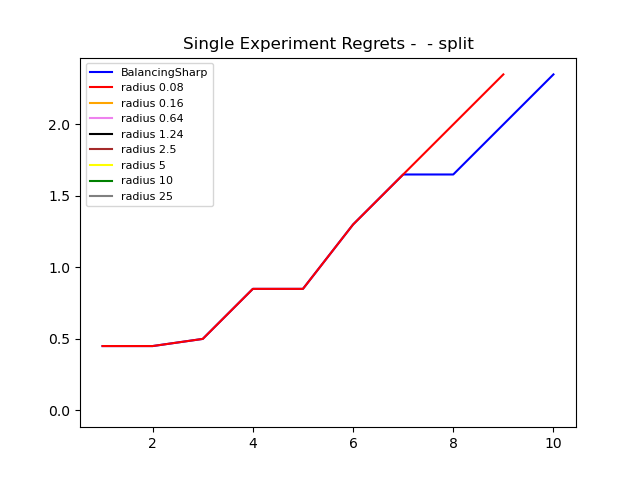 Single Experiment Regrets -  - split
BalancingSharp
radius 0.08
radius 0.16
radius 0.64
radius 1.24
radius 2.5
radius 5
radius 10
radius 25
2.0
1.5
1.0
0.5
0.0
2 4 6 8 10